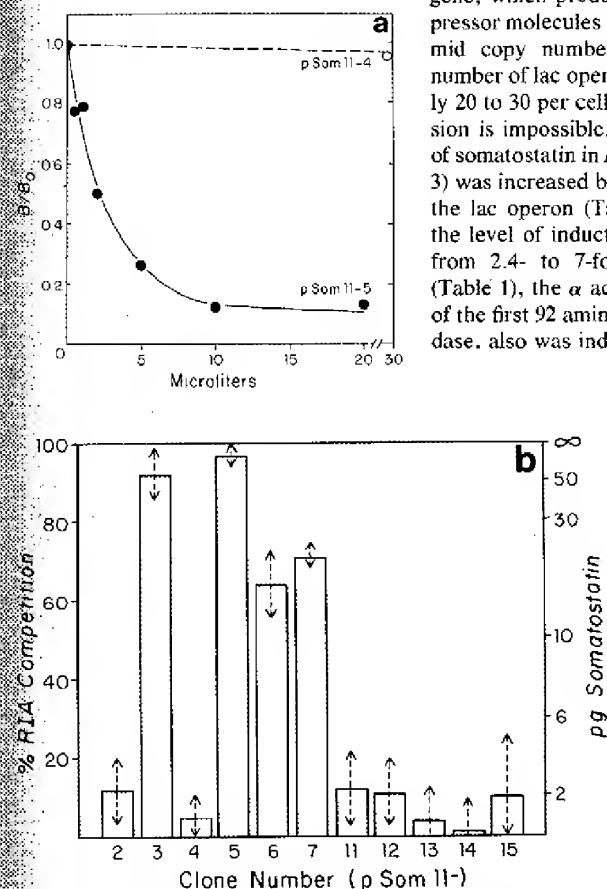 gene, which produc
pressor molecules
mid copy numbe
number of lac oper
ly 20 to 30 per cell
sion is impossible.
of somatostatin in
3) was increased b
the lac operon (Ta
the level of induct
from 2.4- to 7-fo
(Table 1), the α ac
of the first 92 amin
dase, also was ind
a
1.0
0.8
0.6
0.4
0.2
0
B/B0
p Som 11-4
p Som 11-5
5 10 15 20 30
Microliters
b
100
80
60
40
20
% RIA Competition
∞
50
30
10
6
2
pg Somatostatin
2 3 4 5 6 7 11 12 13 14 15
Clone Number (p Som 11-)